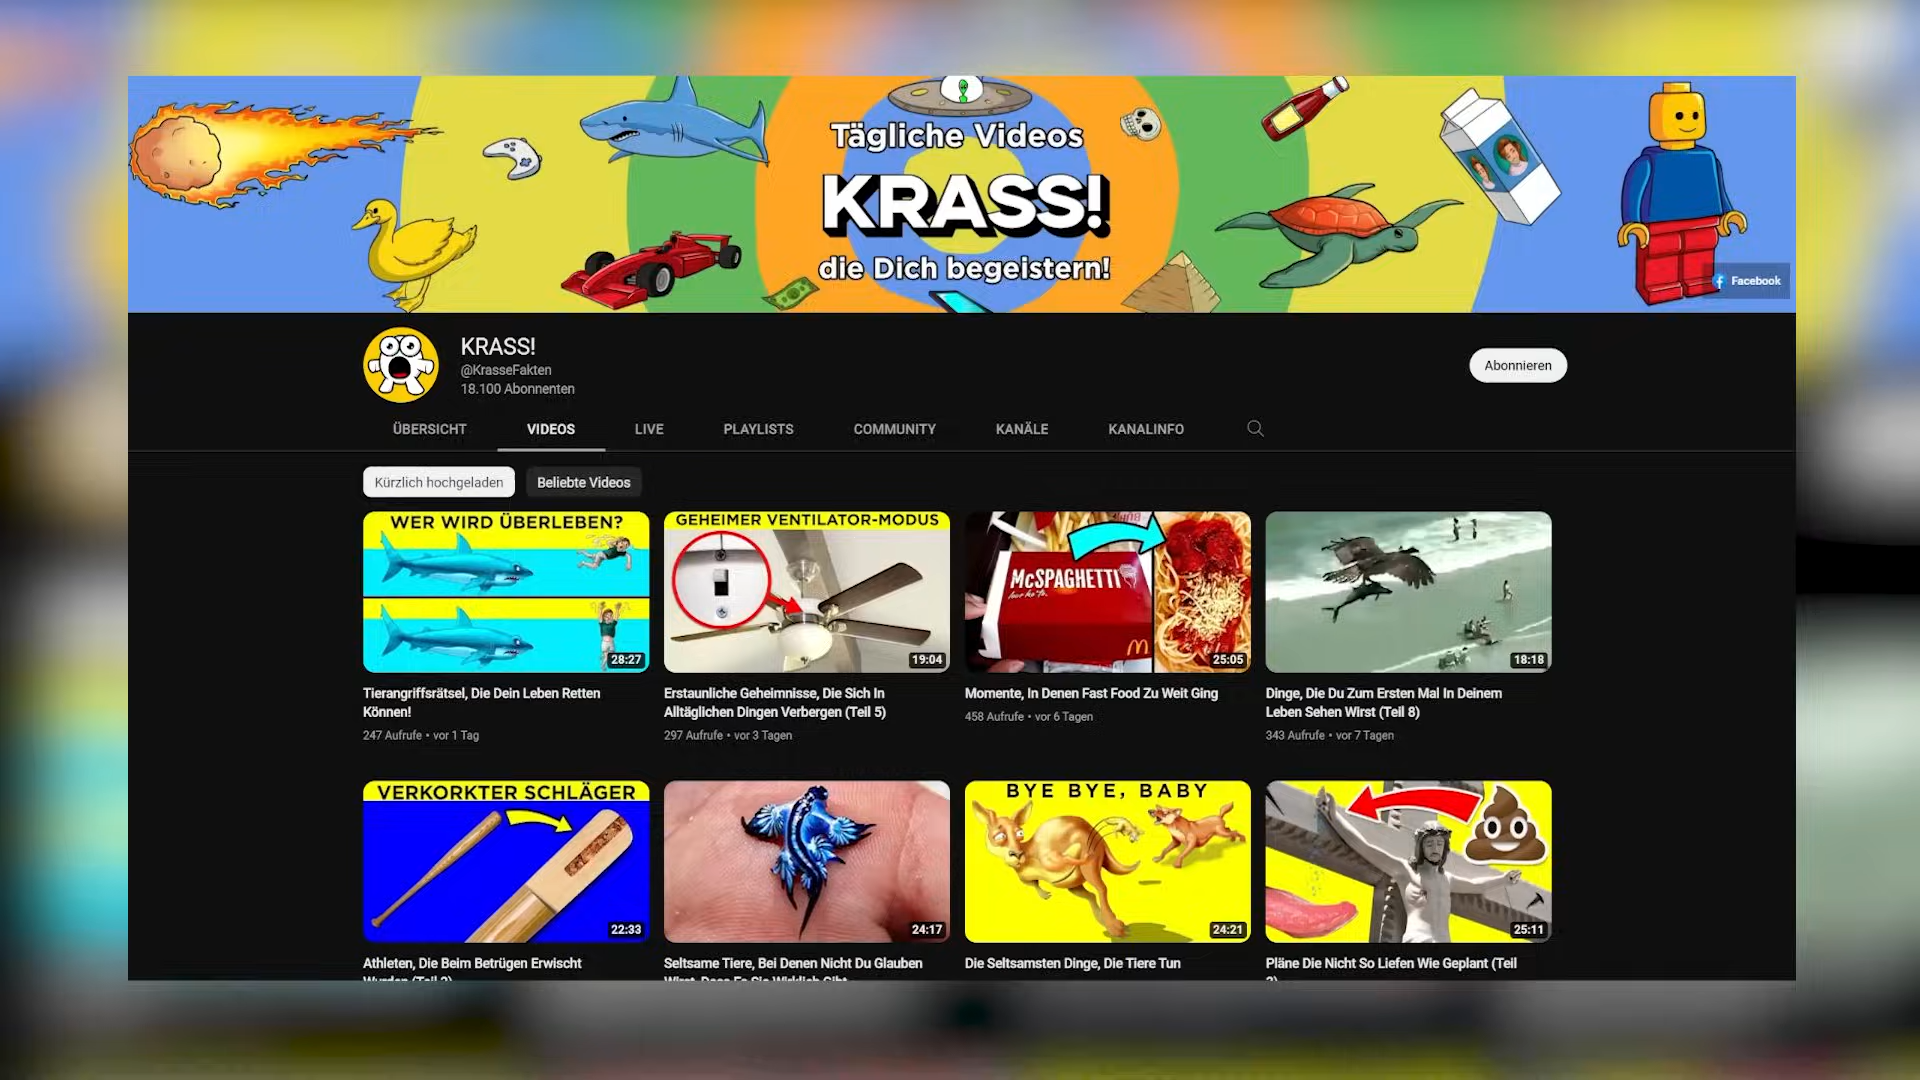 Tägliche Videos
KRASS!
die Dich begeistern!
Facebook
KRASS!
@KrasseFakten
18.100 Abonnenten
Abonnieren
ÜBERSICHT VIDEOS LIVE PLAYLISTS COMMUNITY KANÄLE KANALINFO
Kürzlich hochgeladen Beliebte Videos
WER WIRD ÜBERLEBEN?
28:27
GEHEIMER VENTILATOR-MODUS
19:04
McSPAGHETTI
25:05
18:18
Tierangriffsrätsel, Die Dein Leben Retten
Können!
247 Aufrufe • vor 1 Tag
Erstaunliche Geheimnisse, Die Sich In
Alltäglichen Dingen Verbergen (Teil 5)
297 Aufrufe • vor 3 Tagen
Momente, In Denen Fast Food Zu Weit Ging
458 Aufrufe • vor 6 Tagen
Dinge, Die Du Zum Ersten Mal In Deinem
Leben Sehen Wirst (Teil 8)
343 Aufrufe • vor 7 Tagen
VERKORKTER SCHLÄGER
22:33
24:17
BYE BYE, BABY
24:21
25:11
Athleten, Die Beim Betrügen Erwischt
Seltsame Tiere, Bei Denen Nicht Du Glauben
Die Seltsamsten Dinge, Die Tiere Tun
Pläne Die Nicht So Liefen Wie Geplant (Teil